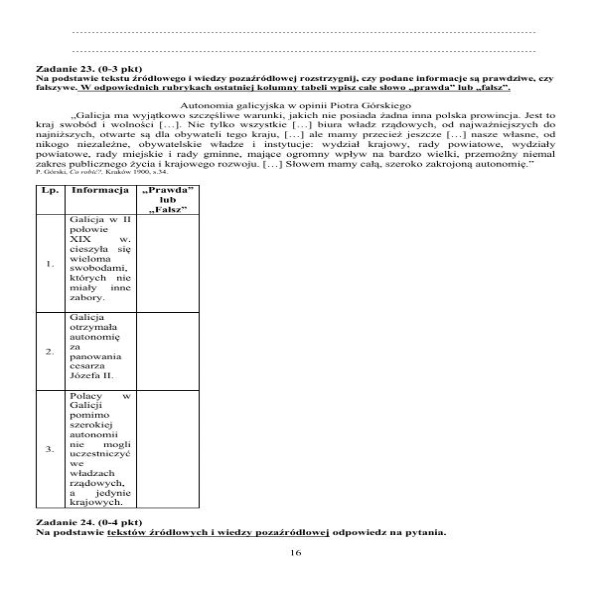 Zadanie 23. (0-3 pkt)
Na podstawie tekstu źródłowego i wiedzy pozaźródłowej rozstrzygnij, czy podane informacje są prawdziwe, czy
fałszywe. W odpowiednich rubrykach ostatniej kolumny tabeli wpisz całe słowo „prawda” lub „fałsz”.
Autonomia galicyjska w opinii Piotra Górskiego
„Galicja ma wyjątkowo szczęśliwe warunki, jakich nie posiada żadna inna polska prowincja. Jest to
kraj swobód i wolności […]. Nie tylko wszystkie […] biura władz rządowych, od najważniejszych do
najniższych, otwarte są dla obywateli tego kraju, […] ale mamy przecież jeszcze […] nasze własne, od
nikogo niezależne, obywatelskie władze i instytucje: wydział krajowy, rady powiatowe, wydziały
powiatowe, rady miejskie i rady gminne, mające ogromny wpływ na bardzo wielki, przemożny niemal
zakres publicznego życia i krajowego rozwoju. […] Słowem mamy całą, szeroko zakrojoną autonomię.”
P. Górski, Co robić?, Kraków 1900, s.34.
Lp. Informacja „Prawda”
lub
„Fałsz”
1.
Galicja w II
połowie
XIX w.
cieszyła się
wieloma
swobodami,
których nie
miały inne
zabory.
2.
Galicja
otrzymała
autonomię
za
panowania
cesarza
Józefa II.
3.
Polacy w
Galicji
pomimo
szerokiej
autonomii
nie mogli
uczestniczyć
we
władzach
rządowych,
a jedynie
krajowych.
Zadanie 24. (0-4 pkt)
Na podstawie tekstów źródłowych i wiedzy pozaźródłowej odpowiedz na pytania.
16